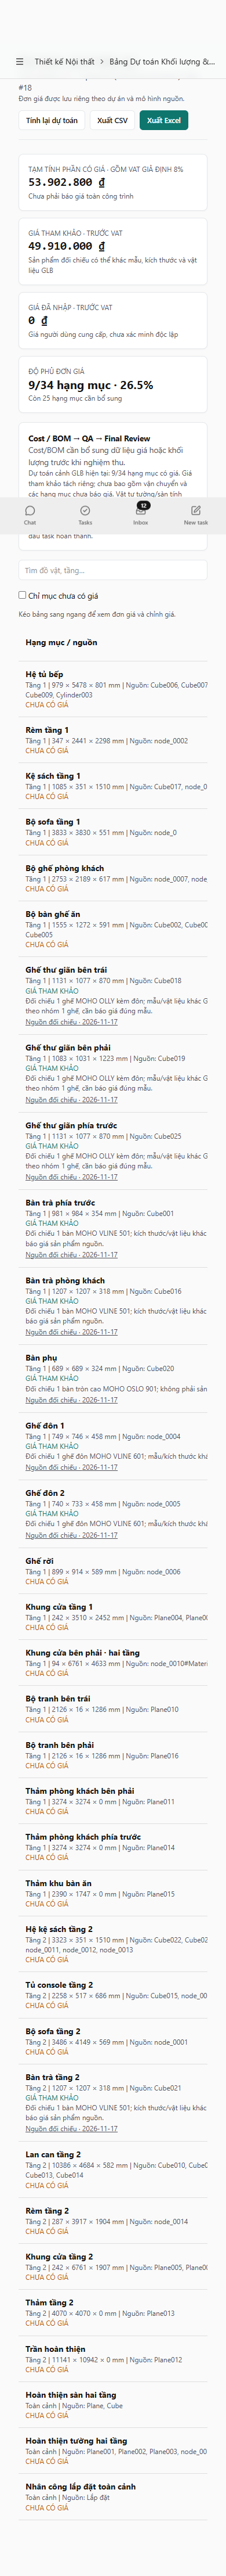 Thiết kế Nội thất > Bảng Dự toán Khối lượng &...
#18
Đơn giá được lưu riêng theo dự án và mô hình nguồn.
Tính lại dự toán
Xuất CSV
Xuất Excel
TẠM TÍNH PHẦN CÓ GIÁ · GỒM VAT GIẢ ĐỊNH 8%
53.902.800 ₫
Chưa phải báo giá toàn công trình
GIÁ THAM KHẢO · TRƯỚC VAT
49.910.000 ₫
Sản phẩm đối chiếu có thể khác mẫu, kích thước và vật
liệu GLB
GIÁ ĐÃ NHẬP · TRƯỚC VAT
0 ₫
Giá người dùng cung cấp, chưa xác minh độc lập
ĐỘ PHỦ ĐƠN GIÁ
9/34 hạng mục · 26.5%
Còn 25 hạng mục cần bổ sung
Cost / BOM → QA → Final Review
Cost/BOM cần bổ sung dữ liệu giá hoặc khối
lượng trước khi nghiệm thu.
Dự toán cảnh GLB hiện tại: 9/34 hạng mục có giá. Giá
tham khảo tách riêng; chưa bao gồm vận chuyển và
các hạng mục chưa báo giá. Vật tư tường/sàn tính
Chat
Tasks
12
Inbox
New task
dấu task hoàn thành.
Tìm đồ vật, tầng...
Chỉ mục chưa có giá
Kéo bảng sang ngang để xem đơn giá và chỉnh giá.
Hạng mục / nguồn
Hệ tủ bếp
Tầng 1 | 979 × 5478 × 801 mm | Nguồn: Cube006, Cube007
Cube009, Cylinder003
CHƯA CÓ GIÁ
Rèm tầng 1
Tầng 1 | 347 × 2441 × 2298 mm | Nguồn: node_0002
CHƯA CÓ GIÁ
Kệ sách tầng 1
Tầng 1 | 1085 × 351 × 1510 mm | Nguồn: Cube017, node_0
CHƯA CÓ GIÁ
Bộ sofa tầng 1
Tầng 1 | 3833 × 3830 × 551 mm | Nguồn: node_0
CHƯA CÓ GIÁ
Bộ ghế phòng khách
Tầng 1 | 2753 × 2189 × 617 mm | Nguồn: node_0007, node_
CHƯA CÓ GIÁ
Bộ bàn ghế ăn
Tầng 1 | 1555 × 1272 × 591 mm | Nguồn: Cube002, Cube00
Cube005
CHƯA CÓ GIÁ
Ghế thư giãn bên trái
Tầng 1 | 1131 × 1077 × 870 mm | Nguồn: Cube018
GIÁ THAM KHẢO
Đối chiếu 1 ghế MOHO OLLY kèm đôn; mẫu/vật liệu khác G
theo nhóm 1 ghế, cần báo giá đúng mẫu.
Nguồn đối chiếu · 2026-11-17
Ghế thư giãn bên phải
Tầng 1 | 1083 × 1031 × 1223 mm | Nguồn: Cube019
GIÁ THAM KHẢO
Đối chiếu 1 ghế MOHO OLLY kèm đôn; mẫu/vật liệu khác G
theo nhóm 1 ghế, cần báo giá đúng mẫu.
Nguồn đối chiếu · 2026-11-17
Ghế thư giãn phía trước
Tầng 1 | 1131 × 1077 × 870 mm | Nguồn: Cube025
GIÁ THAM KHẢO
Đối chiếu 1 ghế MOHO OLLY kèm đôn; mẫu/vật liệu khác G
theo nhóm 1 ghế, cần báo giá đúng mẫu.
Nguồn đối chiếu · 2026-11-17
Bàn trà phía trước
Tầng 1 | 981 × 984 × 354 mm | Nguồn: Cube001
GIÁ THAM KHẢO
Đối chiếu 1 bàn MOHO VLINE 501; kích thước/vật liệu khác
báo giá sản phẩm nguồn.
Nguồn đối chiếu · 2026-11-17
Bàn trà phòng khách
Tầng 1 | 1207 × 1207 × 318 mm | Nguồn: Cube016
GIÁ THAM KHẢO
Đối chiếu 1 bàn MOHO VLINE 501; kích thước/vật liệu khác
báo giá sản phẩm nguồn.
Nguồn đối chiếu · 2026-11-17
Bàn phụ
Tầng 1 | 689 × 689 × 324 mm | Nguồn: Cube020
GIÁ THAM KHẢO
Đối chiếu 1 bàn tròn cao MOHO OSLO 901; không phải sản
Nguồn đối chiếu · 2026-11-17
Ghế đôn 1
Tầng 1 | 749 × 746 × 458 mm | Nguồn: node_0004
GIÁ THAM KHẢO
Đối chiếu 1 ghế đôn MOHO VLINE 601; mẫu/kích thước khá
Nguồn đối chiếu · 2026-11-17
Ghế đôn 2
Tầng 1 | 740 × 733 × 458 mm | Nguồn: node_0005
GIÁ THAM KHẢO
Đối chiếu 1 ghế đôn MOHO VLINE 601; mẫu/kích thước khá
Nguồn đối chiếu · 2026-11-17
Ghế rời
Tầng 1 | 899 × 914 × 589 mm | Nguồn: node_0006
CHƯA CÓ GIÁ
Khung cửa tầng 1
Tầng 1 | 242 × 3510 × 2452 mm | Nguồn: Plane004, Plane00
CHƯA CÓ GIÁ
Khung cửa bên phải · hai tầng
Tầng 1 | 94 × 6761 × 4633 mm | Nguồn: node_0010#Materi
CHƯA CÓ GIÁ
Bộ tranh bên trái
Tầng 1 | 2126 × 16 × 1286 mm | Nguồn: Plane010
CHƯA CÓ GIÁ
Bộ tranh bên phải
Tầng 1 | 2126 × 16 × 1286 mm | Nguồn: Plane016
CHƯA CÓ GIÁ
Thảm phòng khách bên phải
Tầng 1 | 3274 × 3274 × 0 mm | Nguồn: Plane011
CHƯA CÓ GIÁ
Thảm phòng khách phía trước
Tầng 1 | 3274 × 3274 × 0 mm | Nguồn: Plane014
CHƯA CÓ GIÁ
Thảm khu bàn ăn
Tầng 1 | 2390 × 1747 × 0 mm | Nguồn: Plane015
CHƯA CÓ GIÁ
Hệ kệ sách tầng 2
Tầng 2 | 3323 × 351 × 1510 mm | Nguồn: Cube022, Cube02
node_0011, node_0012, node_0013
CHƯA CÓ GIÁ
Tủ console tầng 2
Tầng 2 | 2258 × 517 × 686 mm | Nguồn: Cube015, node_00
CHƯA CÓ GIÁ
Bộ sofa tầng 2
Tầng 2 | 3486 × 4149 × 569 mm | Nguồn: node_0001
CHƯA CÓ GIÁ
Bàn trà tầng 2
Tầng 2 | 1207 × 1207 × 318 mm | Nguồn: Cube021
GIÁ THAM KHẢO
Đối chiếu 1 bàn MOHO VLINE 501; kích thước/vật liệu khác
báo giá sản phẩm nguồn.
Nguồn đối chiếu · 2026-11-17
Lan can tầng 2
Tầng 2 | 10386 × 4684 × 582 mm | Nguồn: Cube010, Cube0
Cube013, Cube014
CHƯA CÓ GIÁ
Rèm tầng 2
Tầng 2 | 287 × 3917 × 1904 mm | Nguồn: node_0014
CHƯA CÓ GIÁ
Khung cửa tầng 2
Tầng 2 | 242 × 6761 × 1907 mm | Nguồn: Plane005, Plane00
CHƯA CÓ GIÁ
Thảm tầng 2
Tầng 2 | 4070 × 4070 × 0 mm | Nguồn: Plane013
CHƯA CÓ GIÁ
Trần hoàn thiện
Tầng 2 | 11141 × 10942 × 0 mm | Nguồn: Plane012
CHƯA CÓ GIÁ
Hoàn thiện sàn hai tầng
Toàn cảnh | Nguồn: Plane, Cube
CHƯA CÓ GIÁ
Hoàn thiện tường hai tầng
Toàn cảnh | Nguồn: Plane001, Plane002, Plane003, node_00
CHƯA CÓ GIÁ
Nhân công lắp đặt toàn cảnh
Toàn cảnh | Nguồn: Lắp đặt
CHƯA CÓ GIÁ